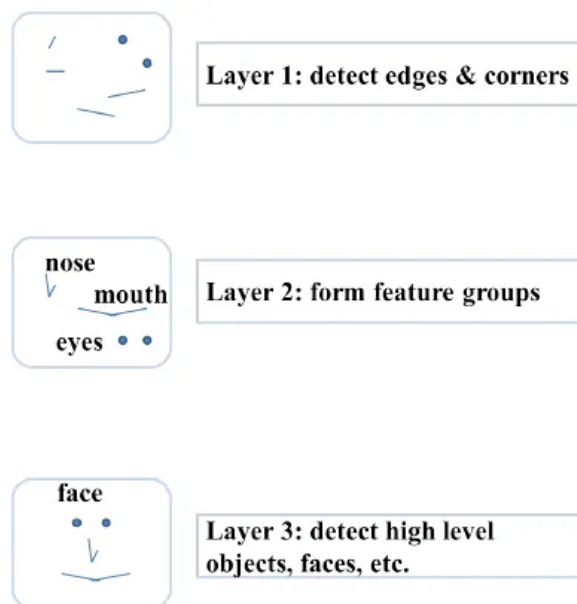 Layer 1: detect edges & corners
nose
mouth
eyes
Layer 2: form feature groups
face
Layer 3: detect high level
objects, faces, etc.